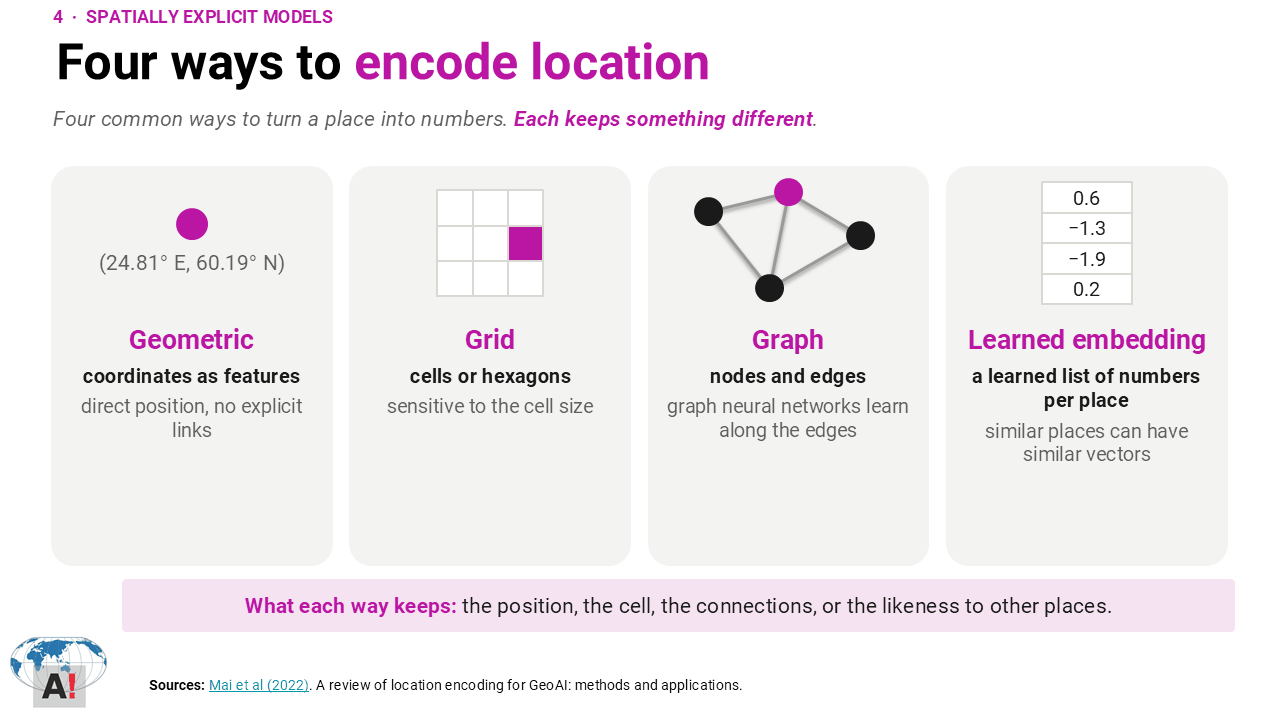 4 · SPATIALLY EXPLICIT MODELS
Four ways to encode location
Four common ways to turn a place into numbers. Each keeps something different.
(24.81° E, 60.19° N)
Geometric
coordinates as features
direct position, no explicit
links
Grid
cells or hexagons
sensitive to the cell size
Graph
nodes and edges
graph neural networks learn
along the edges
0.6
−1.3
−1.9
0.2
Learned embedding
a learned list of numbers
per place
similar places can have
similar vectors
What each way keeps: the position, the cell, the connections, or the likeness to other places.
A!
Sources: Mai et al (2022). A review of location encoding for GeoAI: methods and applications.